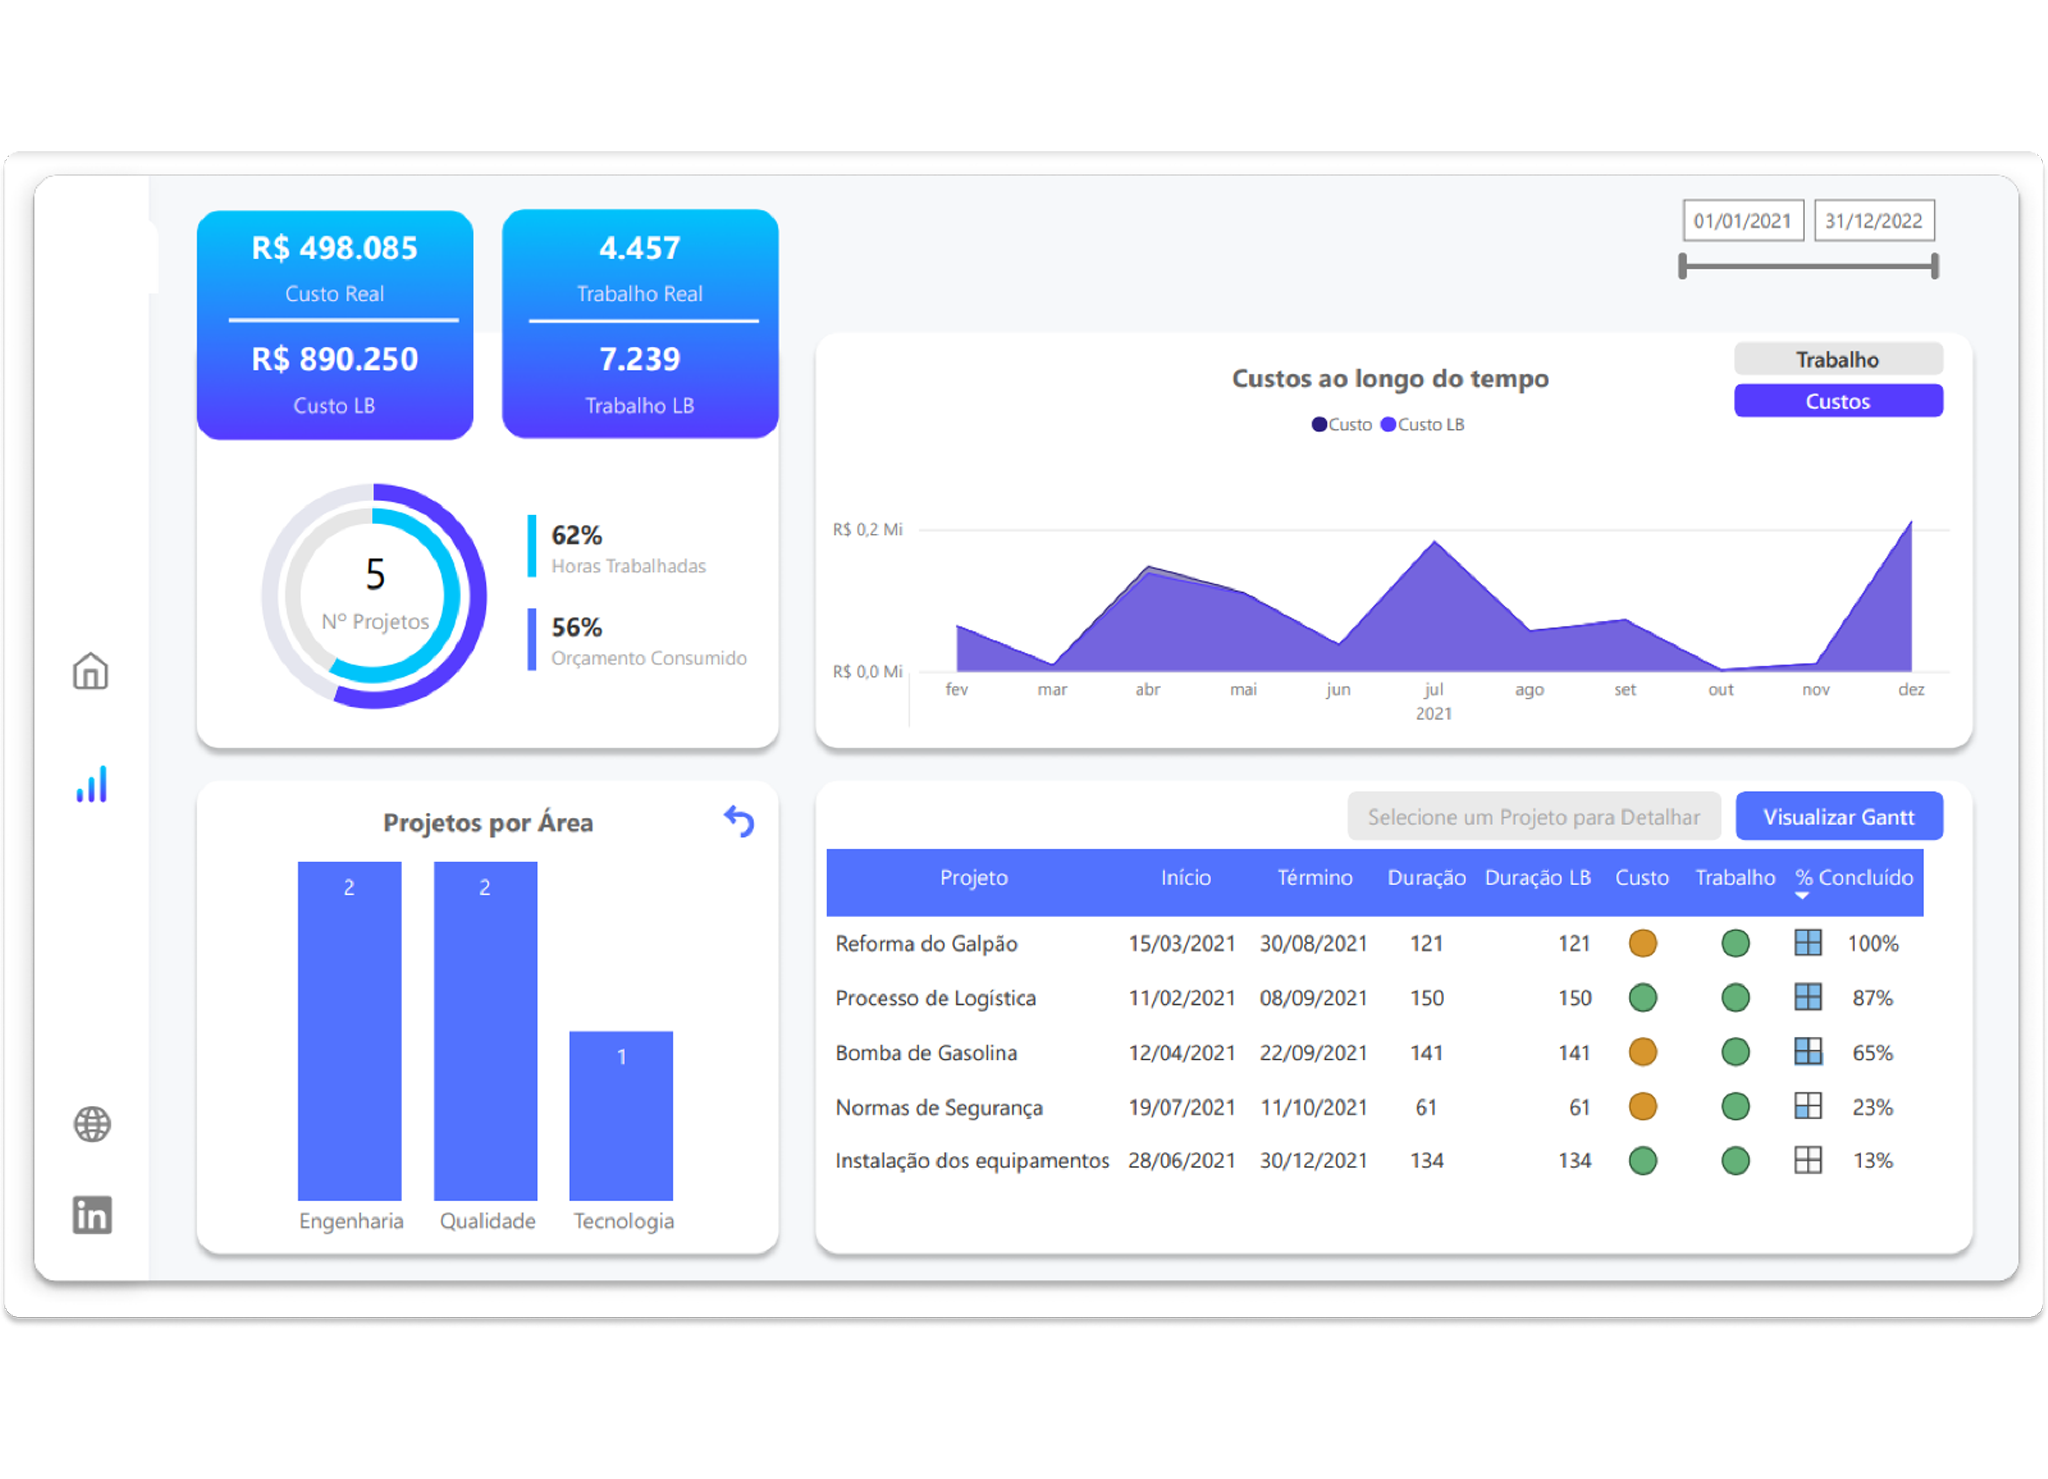 R$ 498.085
Custo Real
R$ 890.250
Custo LB
4.457
Trabalho Real
7.239
Trabalho LB
01/01/2021 31/12/2022
5
Nº Projetos
62%
Horas Trabalhadas
56%
Orçamento Consumido
Trabalho
Custos
Custos ao longo do tempo
Custo Custo LB
R$ 0,2 Mi
R$ 0,0 Mi
fev mar abr mai jun jul ago set out nov dez
2021
Projetos por Área
2 2 1
Engenharia Qualidade Tecnologia
Selecione um Projeto para Detalhar Visualizar Gantt
Projeto Início Término Duração Duração LB Custo Trabalho % Concluído
Reforma do Galpão 15/03/2021 30/08/2021 121 121 100%
Processo de Logística 11/02/2021 08/09/2021 150 150 87%
Bomba de Gasolina 12/04/2021 22/09/2021 141 141 65%
Normas de Segurança 19/07/2021 11/10/2021 61 61 23%
Instalação dos equipamentos 28/06/2021 30/12/2021 134 134 13%
in